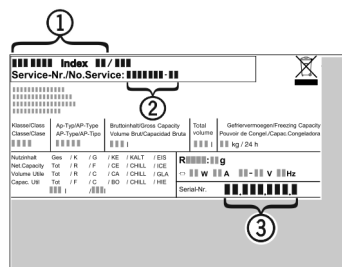 1
Index /
Service-Nr./No.Service: -
2
Klasse/Class
Classe/Clase
Ap-Typ/AP-Type
AP-Type/AP-Tipo
Bruttoinhalt/Gross Capacity
Volume Brut/Capacidad Bruta
l
Total
volume
l
Gefriervermoegen/Freezing Capacity
Pouvoir de Congel./Capac.Congeladora
kg / 24 h
Nutzinhalt Ges / K / G / KE / KALT / EIS
Net.Capacity Tot / R / F / CE / CHILL / ICE
Volume Utile Tot / R / C / CA / CHILL / GLA
Capac. Util Tot / F / C / BO / CHILL / HIE
l / l
R : g
W A - V Hz
Serial-Nr. . . .
3